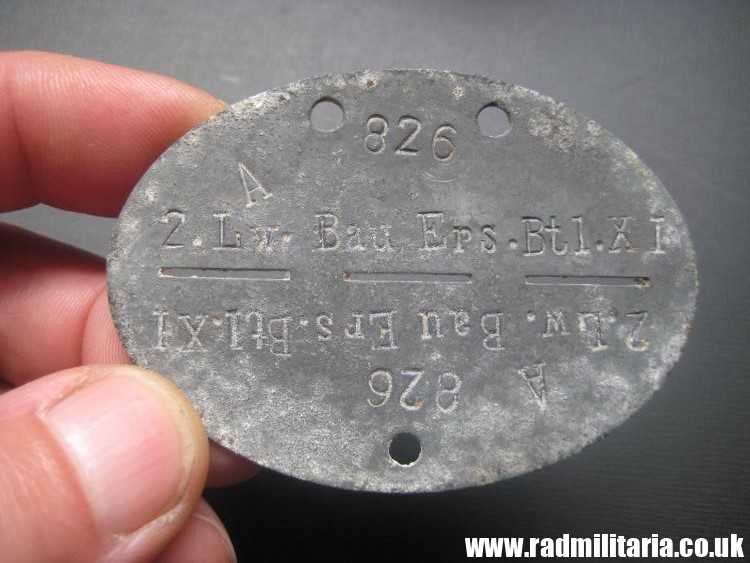 826
A
2.Lw. Bau Ers.Btl.XI
2.Lw. Bau Ers.Btl.XI
A
826
www.radmilitaria.co.uk